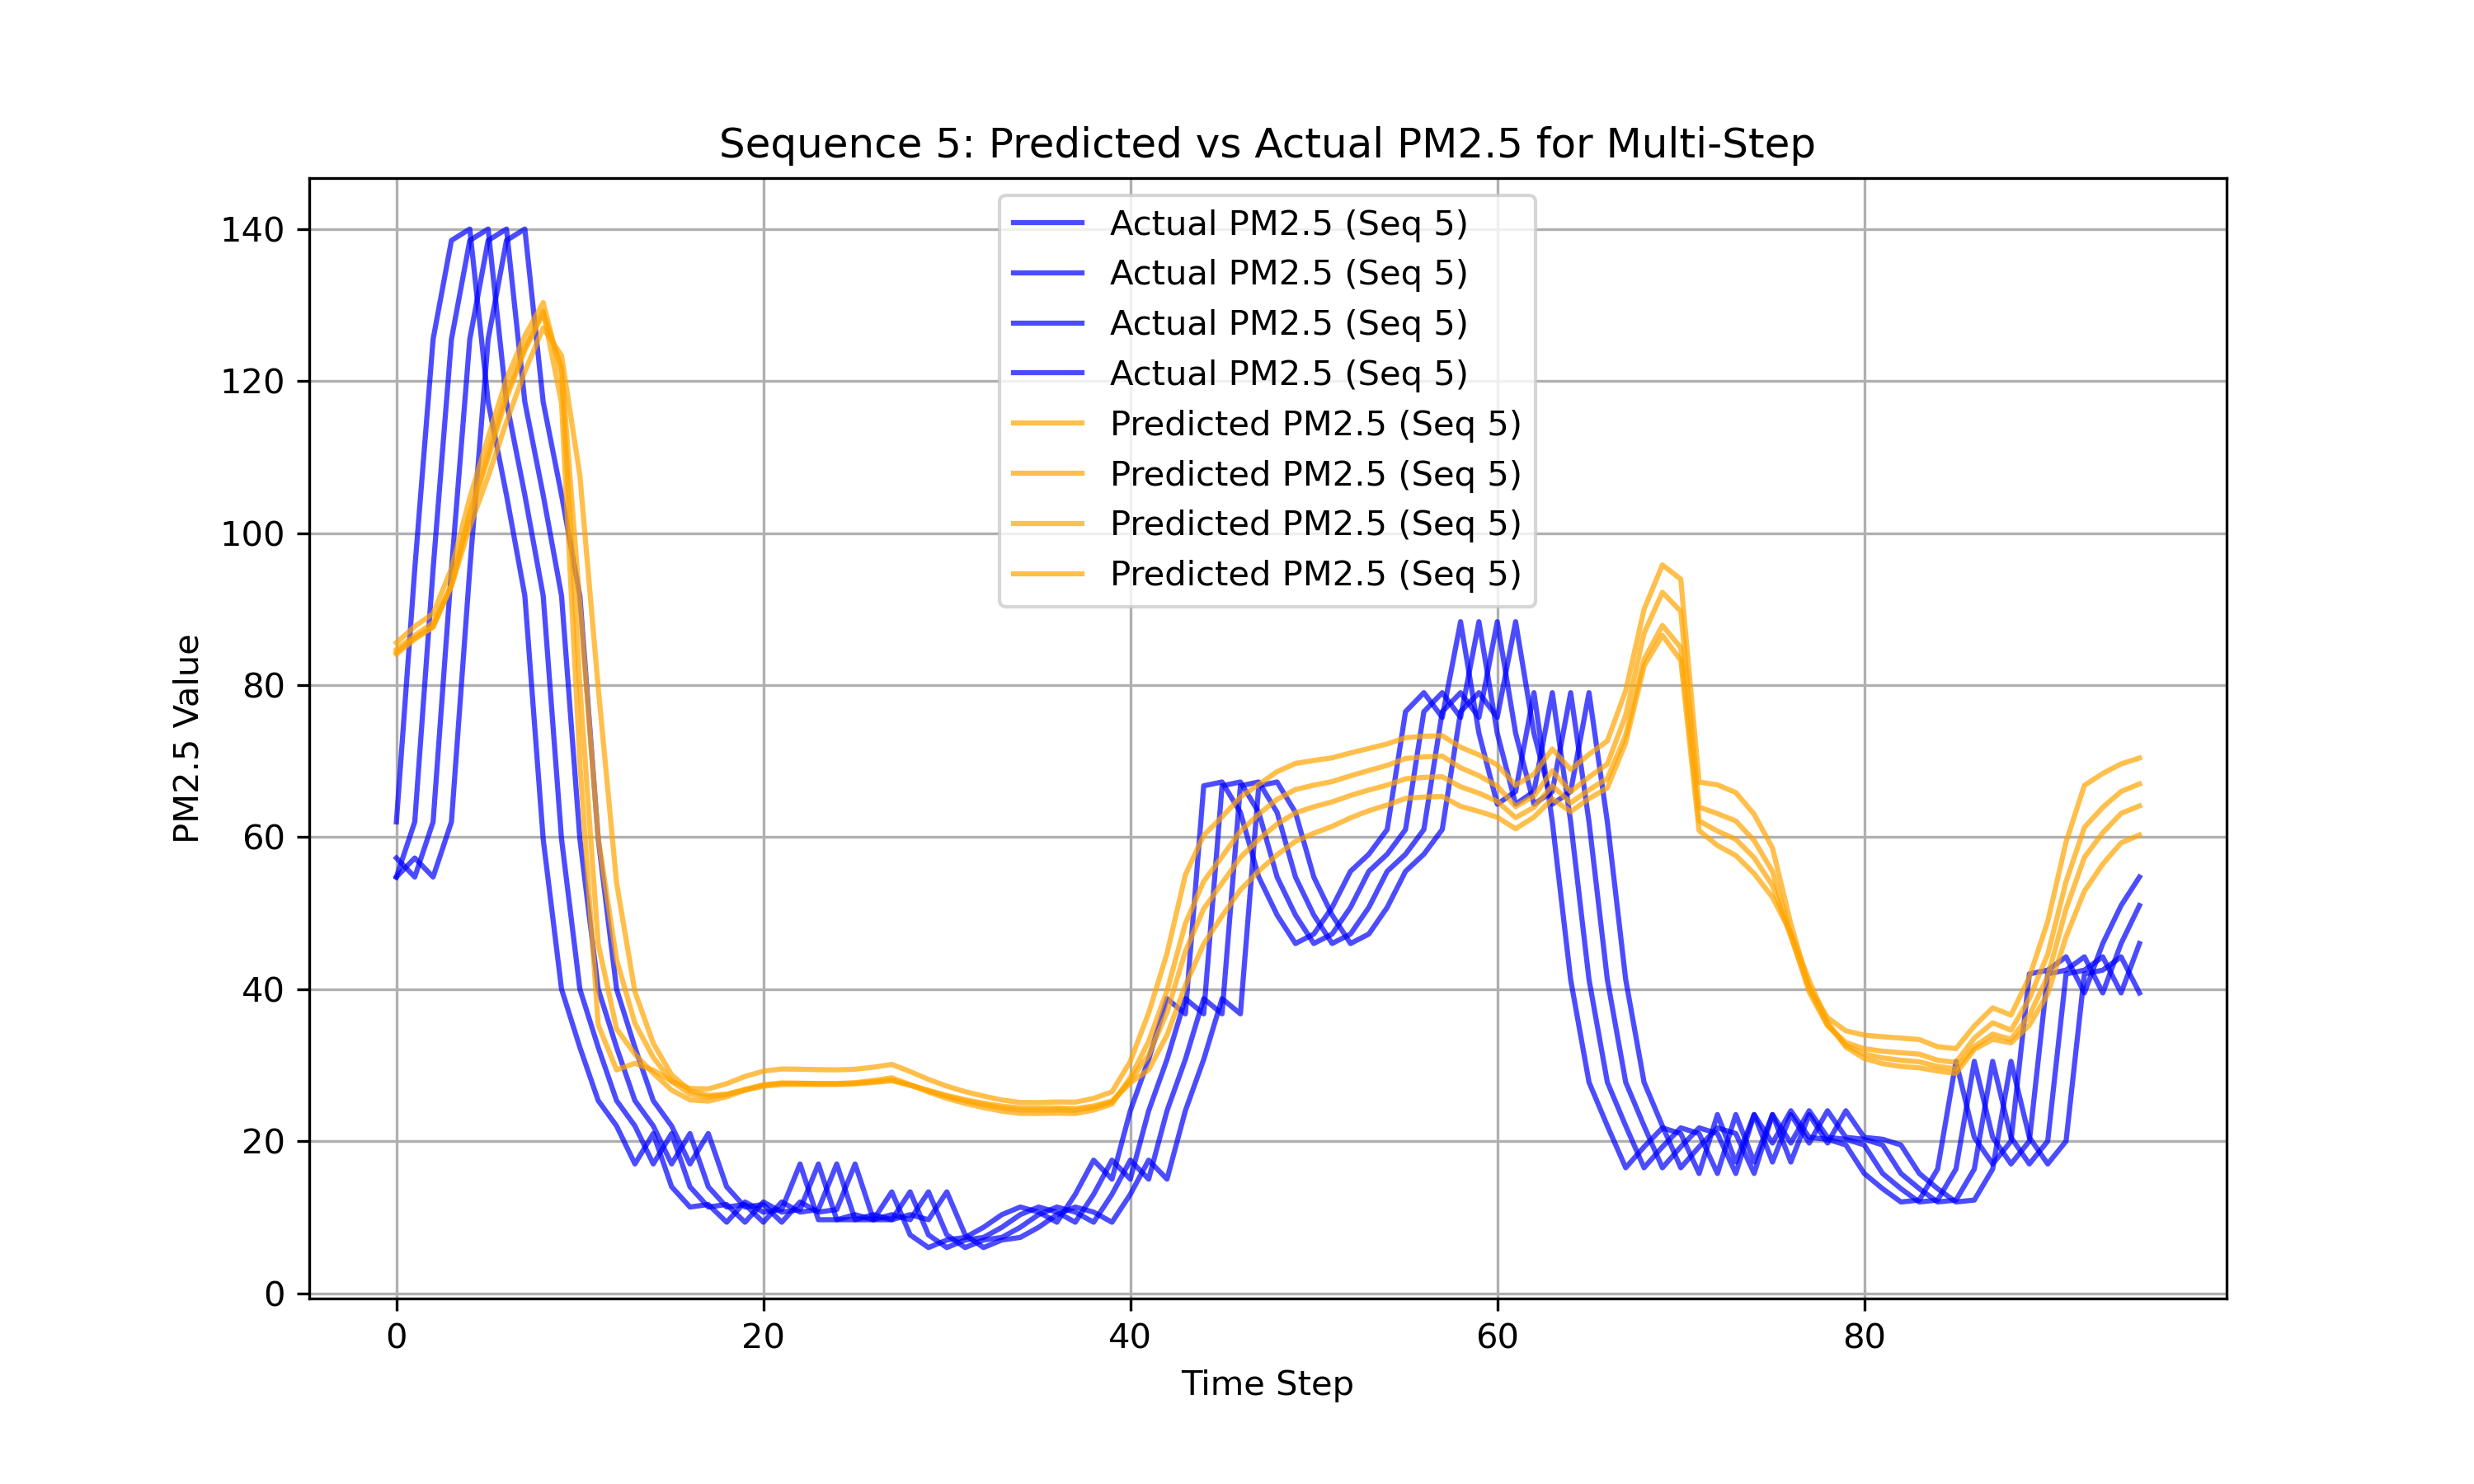 Sequence 5: Predicted vs Actual PM2.5 for Multi-Step
Actual PM2.5 (Seq 5)
Actual PM2.5 (Seq 5)
Actual PM2.5 (Seq 5)
Actual PM2.5 (Seq 5)
Predicted PM2.5 (Seq 5)
Predicted PM2.5 (Seq 5)
Predicted PM2.5 (Seq 5)
Predicted PM2.5 (Seq 5)
PM2.5 Value
140
120
100
80
60
40
20
0
0 20 40 60 80
Time Step